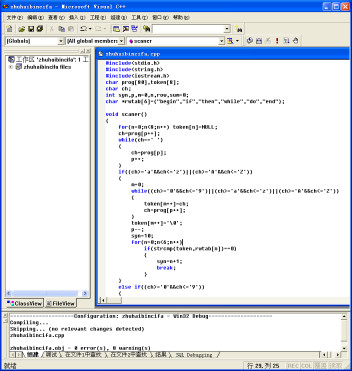 zhuhaibincifa - Microsoft Visual C++
文件(F) 编辑(E) 查看(V) 插入(I) 工程(P) 组建(B) 工具(T) 窗口(W) 帮助(H)
(Globals) [All global members scaner
工作区 'zhuhaibincifa': 1 工
zhuhaibincifa files
ClassView FileView
zhuhaibincifa.cpp
#include<stdio.h>
#include<string.h>
#include<iostream.h>
char prog[80],token[8];
char ch;
int syn,p,m=0,n,row,sum=0;
char *rwtab[6]={"begin","if","then","while","do","end"};
void scaner()
{
for(n=0;n<8;n++) token[n]=NULL;
ch=prog[p++];
while(ch==' ')
{
ch=prog[p];
p++;
}
if((ch>='a'&&ch<='z')||(ch>='A'&&ch<='Z'))
{
m=0;
while((ch>='0'&&ch<='9')||(ch>='a'&&ch<='z')||(ch>='A'&&ch<='Z'))
{
token[m++]=ch;
ch=prog[p++];
}
token[m++]='\0';
p--;
syn=10;
for(n=0;n<6;n++)
if(strcmp(token,rwtab[n])==0)
{
syn=n+1;
break;
}
}
else if((ch>='0'&&ch<='9'))
{
Configuration: zhuhaibincifa - Win32 Debug
Compiling...
Skipping... (no relevant changes detected)
zhuhaibincifa.cpp
zhuhaibincifa.obj - 0 error(s), 0 warning(s)
组建 调试 在文件1中查找 在文件2中查找 结果 SQL Debugging
就绪 行 29, 列 25 REC COL 覆盖 读取